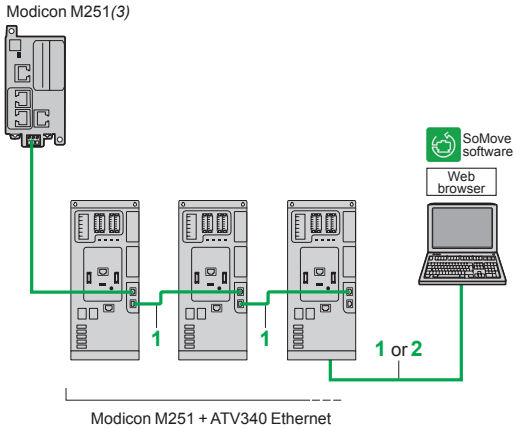 Modicon M251(3)
SoMove
software
Web
browser
1
1
1 or 2
Modicon M251 + ATV340 Ethernet